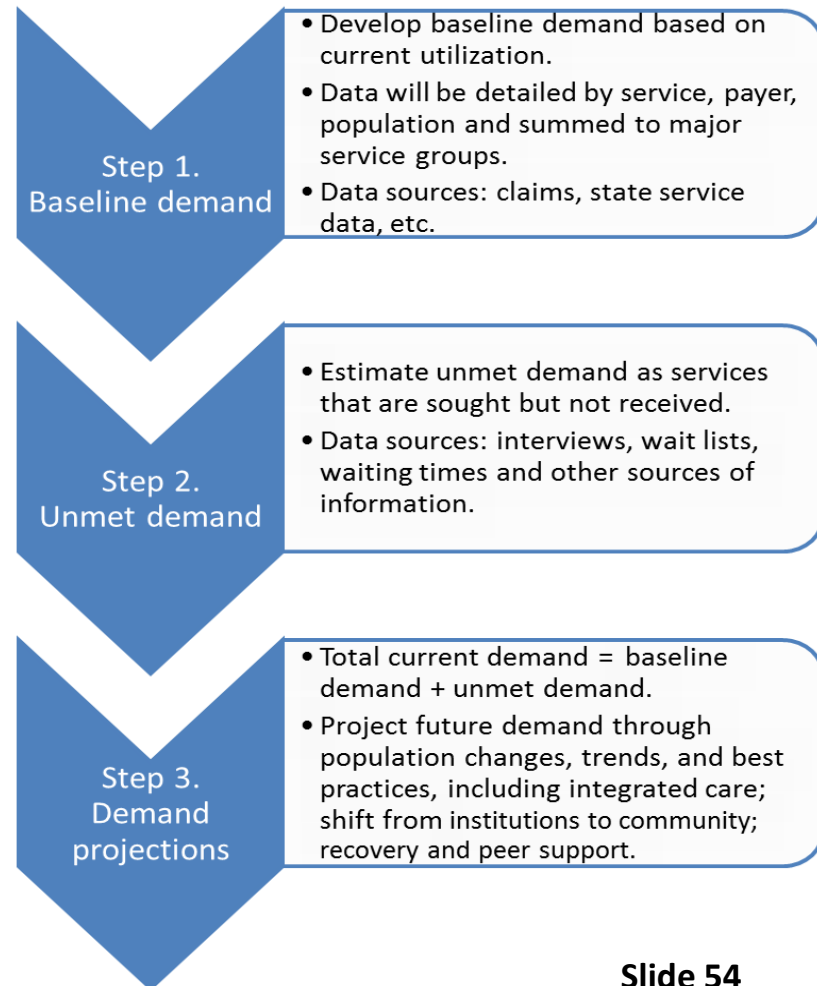 Step 1.
Baseline demand
• Develop baseline demand based on
current utilization.
• Data will be detailed by service, payer,
population and summed to major
service groups.
• Data sources: claims, state service
data, etc.
Step 2.
Unmet demand
• Estimate unmet demand as services
that are sought but not received.
• Data sources: interviews, wait lists,
waiting times and other sources of
information.
Step 3.
Demand
projections
• Total current demand = baseline
demand + unmet demand.
• Project future demand through
population changes, trends, and best
practices, including integrated care;
shift from institutions to community;
recovery and peer support.
Slide 54